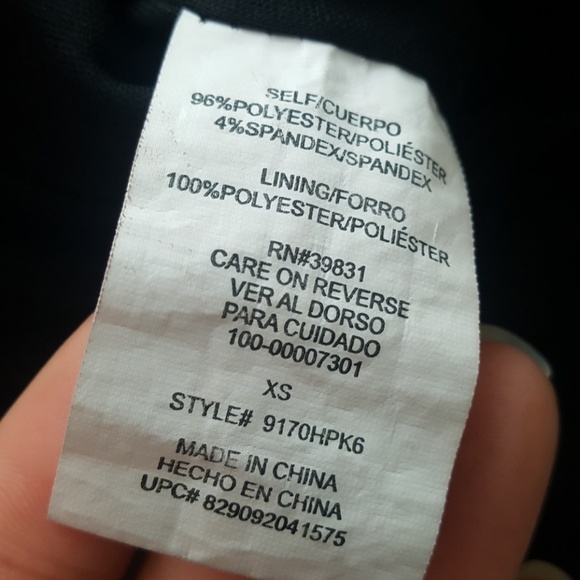 SELF/CUERPO
96%POLYESTER/POLIÉSTER
4%SPANDEX/SPANDEX
LINING/FORRO
100%POLYESTER/POLIÉSTER
RN#39831
CARE ON REVERSE
VER AL DORSO
PARA CUIDADO
100-00007301
XS
STYLE# 9170HPK6
MADE IN CHINA
HECHO EN CHINA
UPC# 829092041575